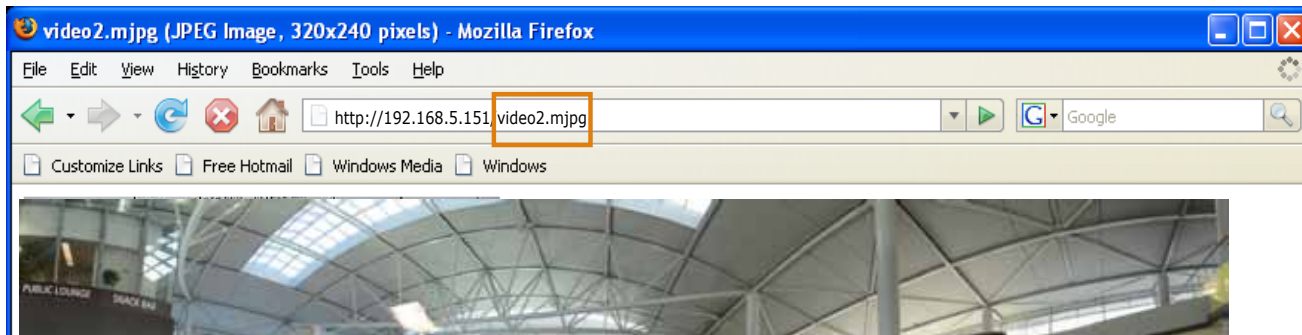 video2.mjpg (JPEG Image, 320x240 pixels) - Mozilla Firefox
File Edit View History Bookmarks Tools Help
http://192.168.5.151/video2.mjpg Google
Customize Links Free Hotmail Windows Media Windows
PUBLIC LOUNGE SNACK BAR